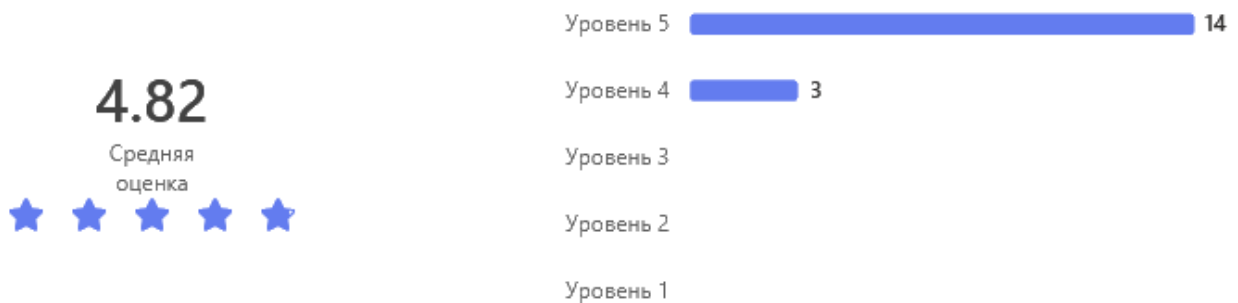 4.82
Средняя
оценка
Уровень 5 14
Уровень 4 3
Уровень 3
Уровень 2
Уровень 1